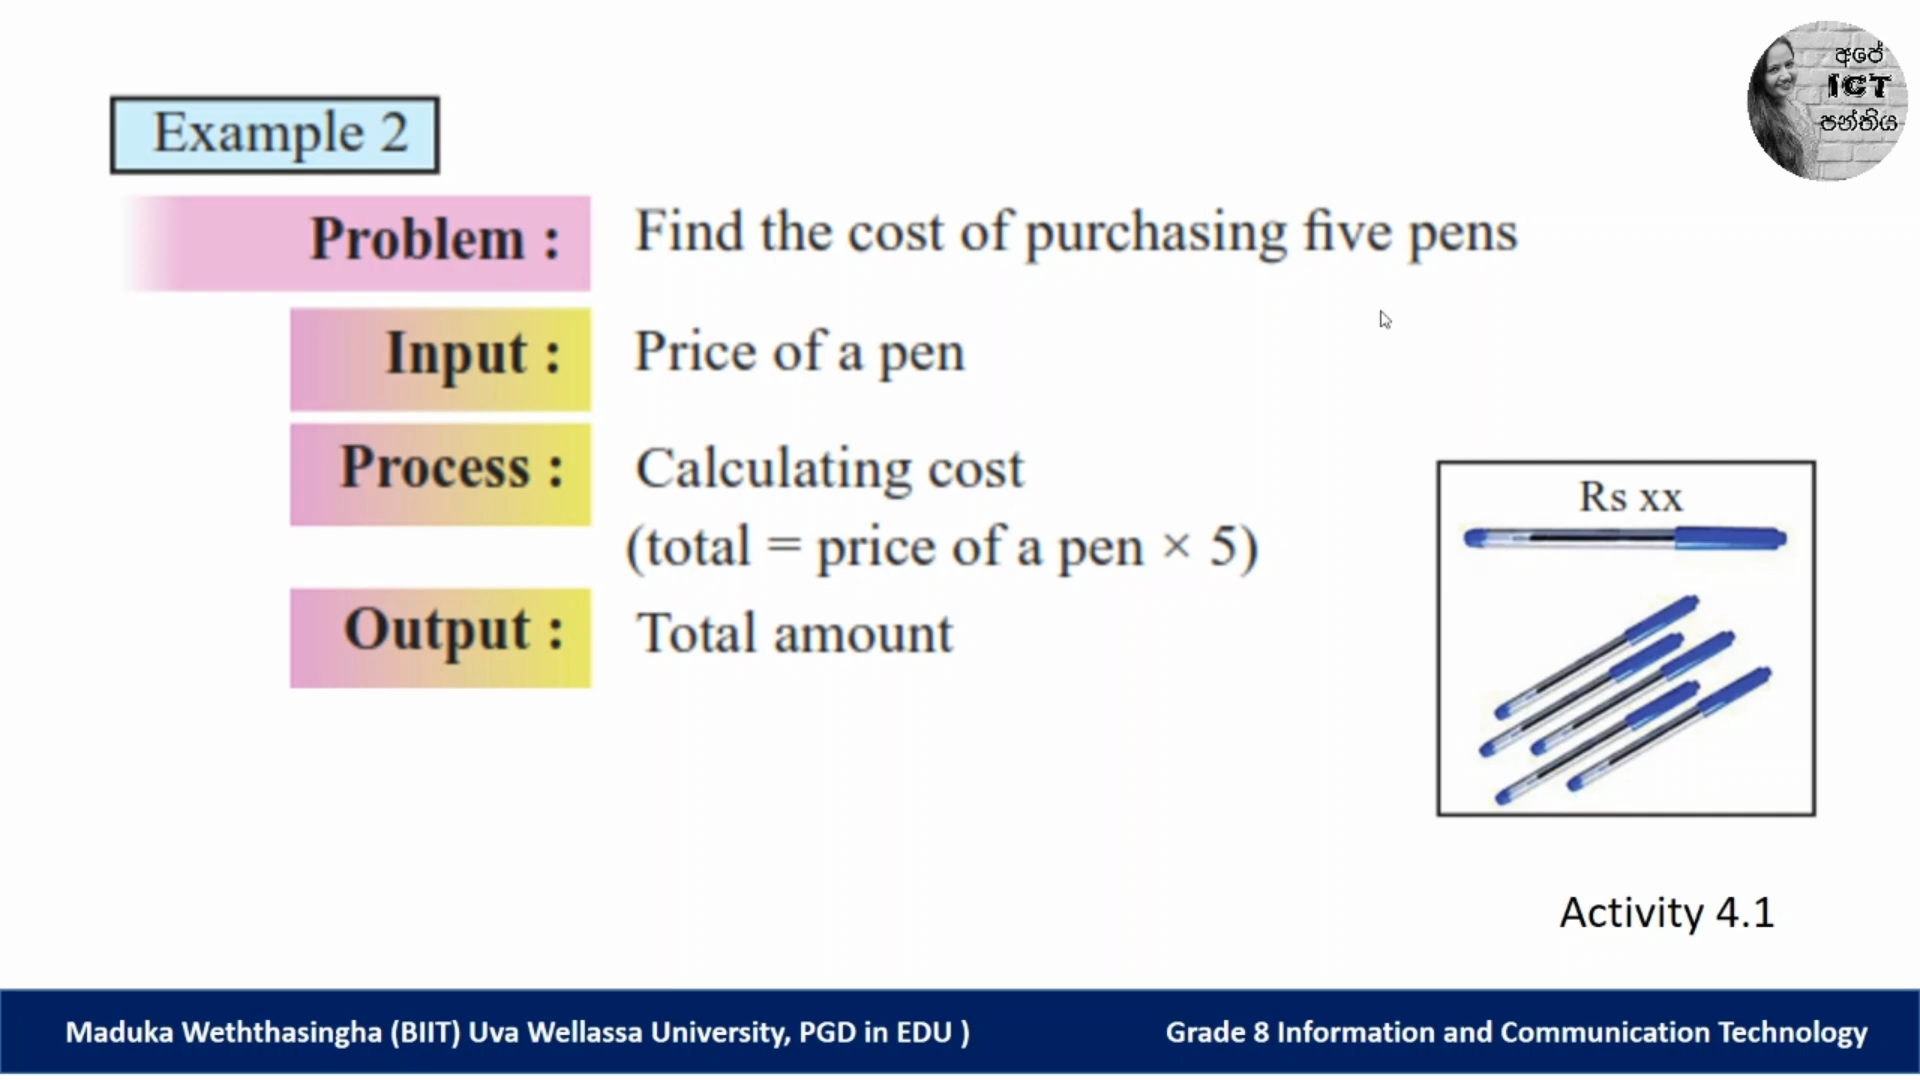 අපේ
ICT
පන්තිය
Example 2
Problem : Find the cost of purchasing five pens
Input : Price of a pen
Process : Calculating cost
(total = price of a pen × 5)
Output : Total amount
Rs xx
Activity 4.1
Maduka Weththasingha (BIIT) Uva Wellassa University, PGD in EDU )
Grade 8 Information and Communication Technology